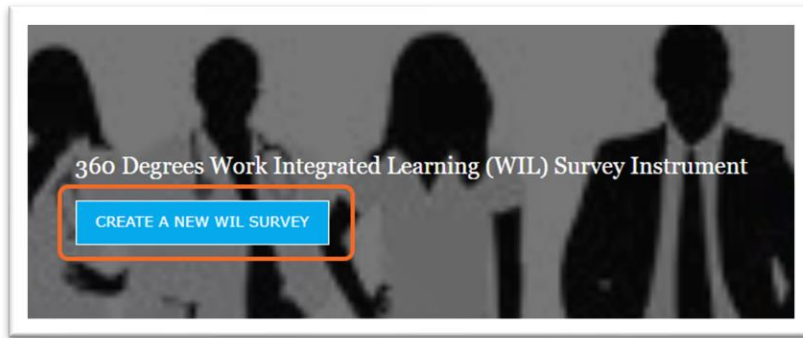 360 Degrees Work Integrated Learning (WIL) Survey Instrument
CREATE A NEW WIL SURVEY